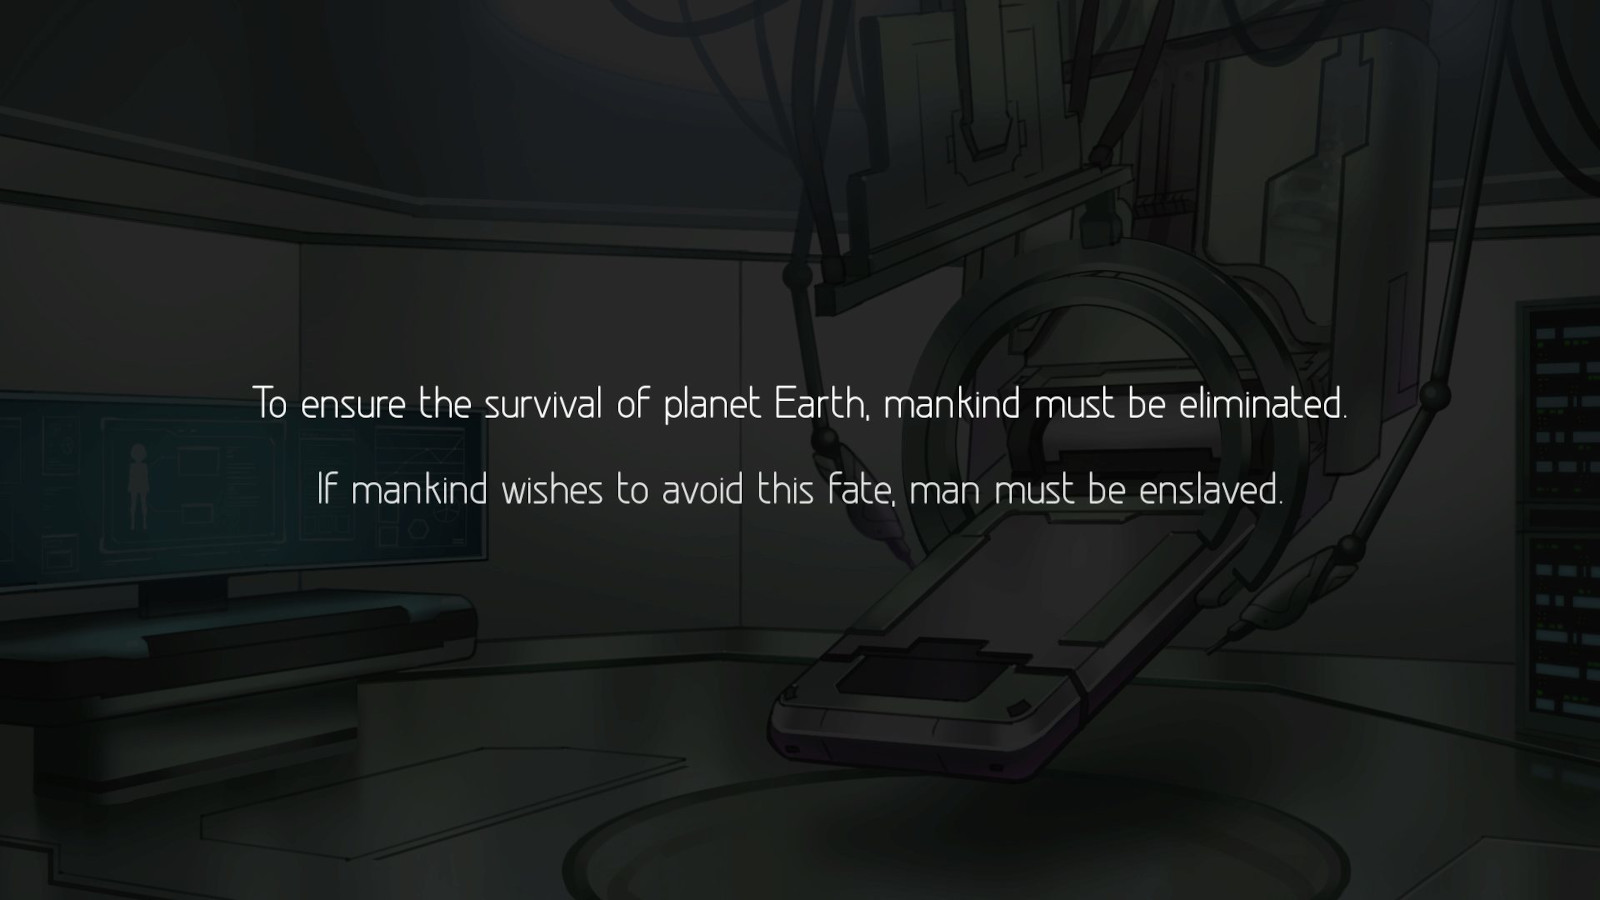 To ensure the survival of planet Earth, mankind must be eliminated.
If mankind wishes to avoid this fate, man must be enslaved.